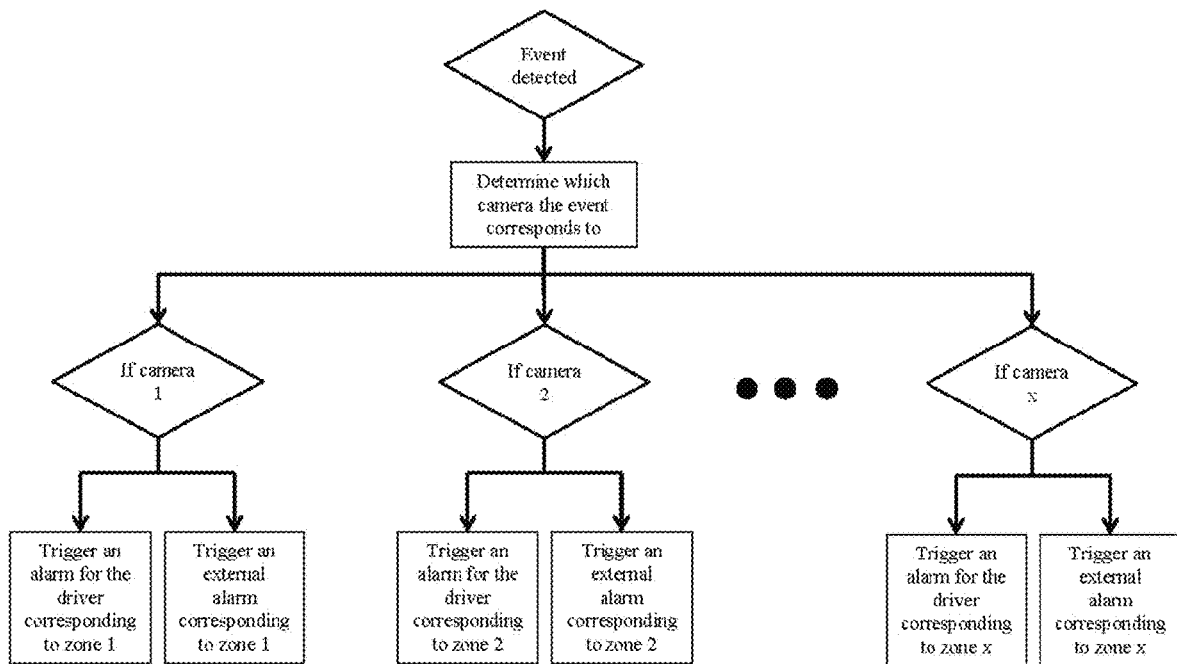 Event
detected
Determine which
camera the event
corresponds to
If camera
1
If camera
2
If camera
x
Trigger an
alarm for the
driver
corresponding
to zone 1
Trigger an
external
alarm
corresponding
to zone 1
Trigger an
alarm for the
driver
corresponding
to zone 2
Trigger an
external
alarm
corresponding
to zone 2
Trigger an
alarm for the
driver
corresponding
to zone x
Trigger an
external
alarm
corresponding
to zone x